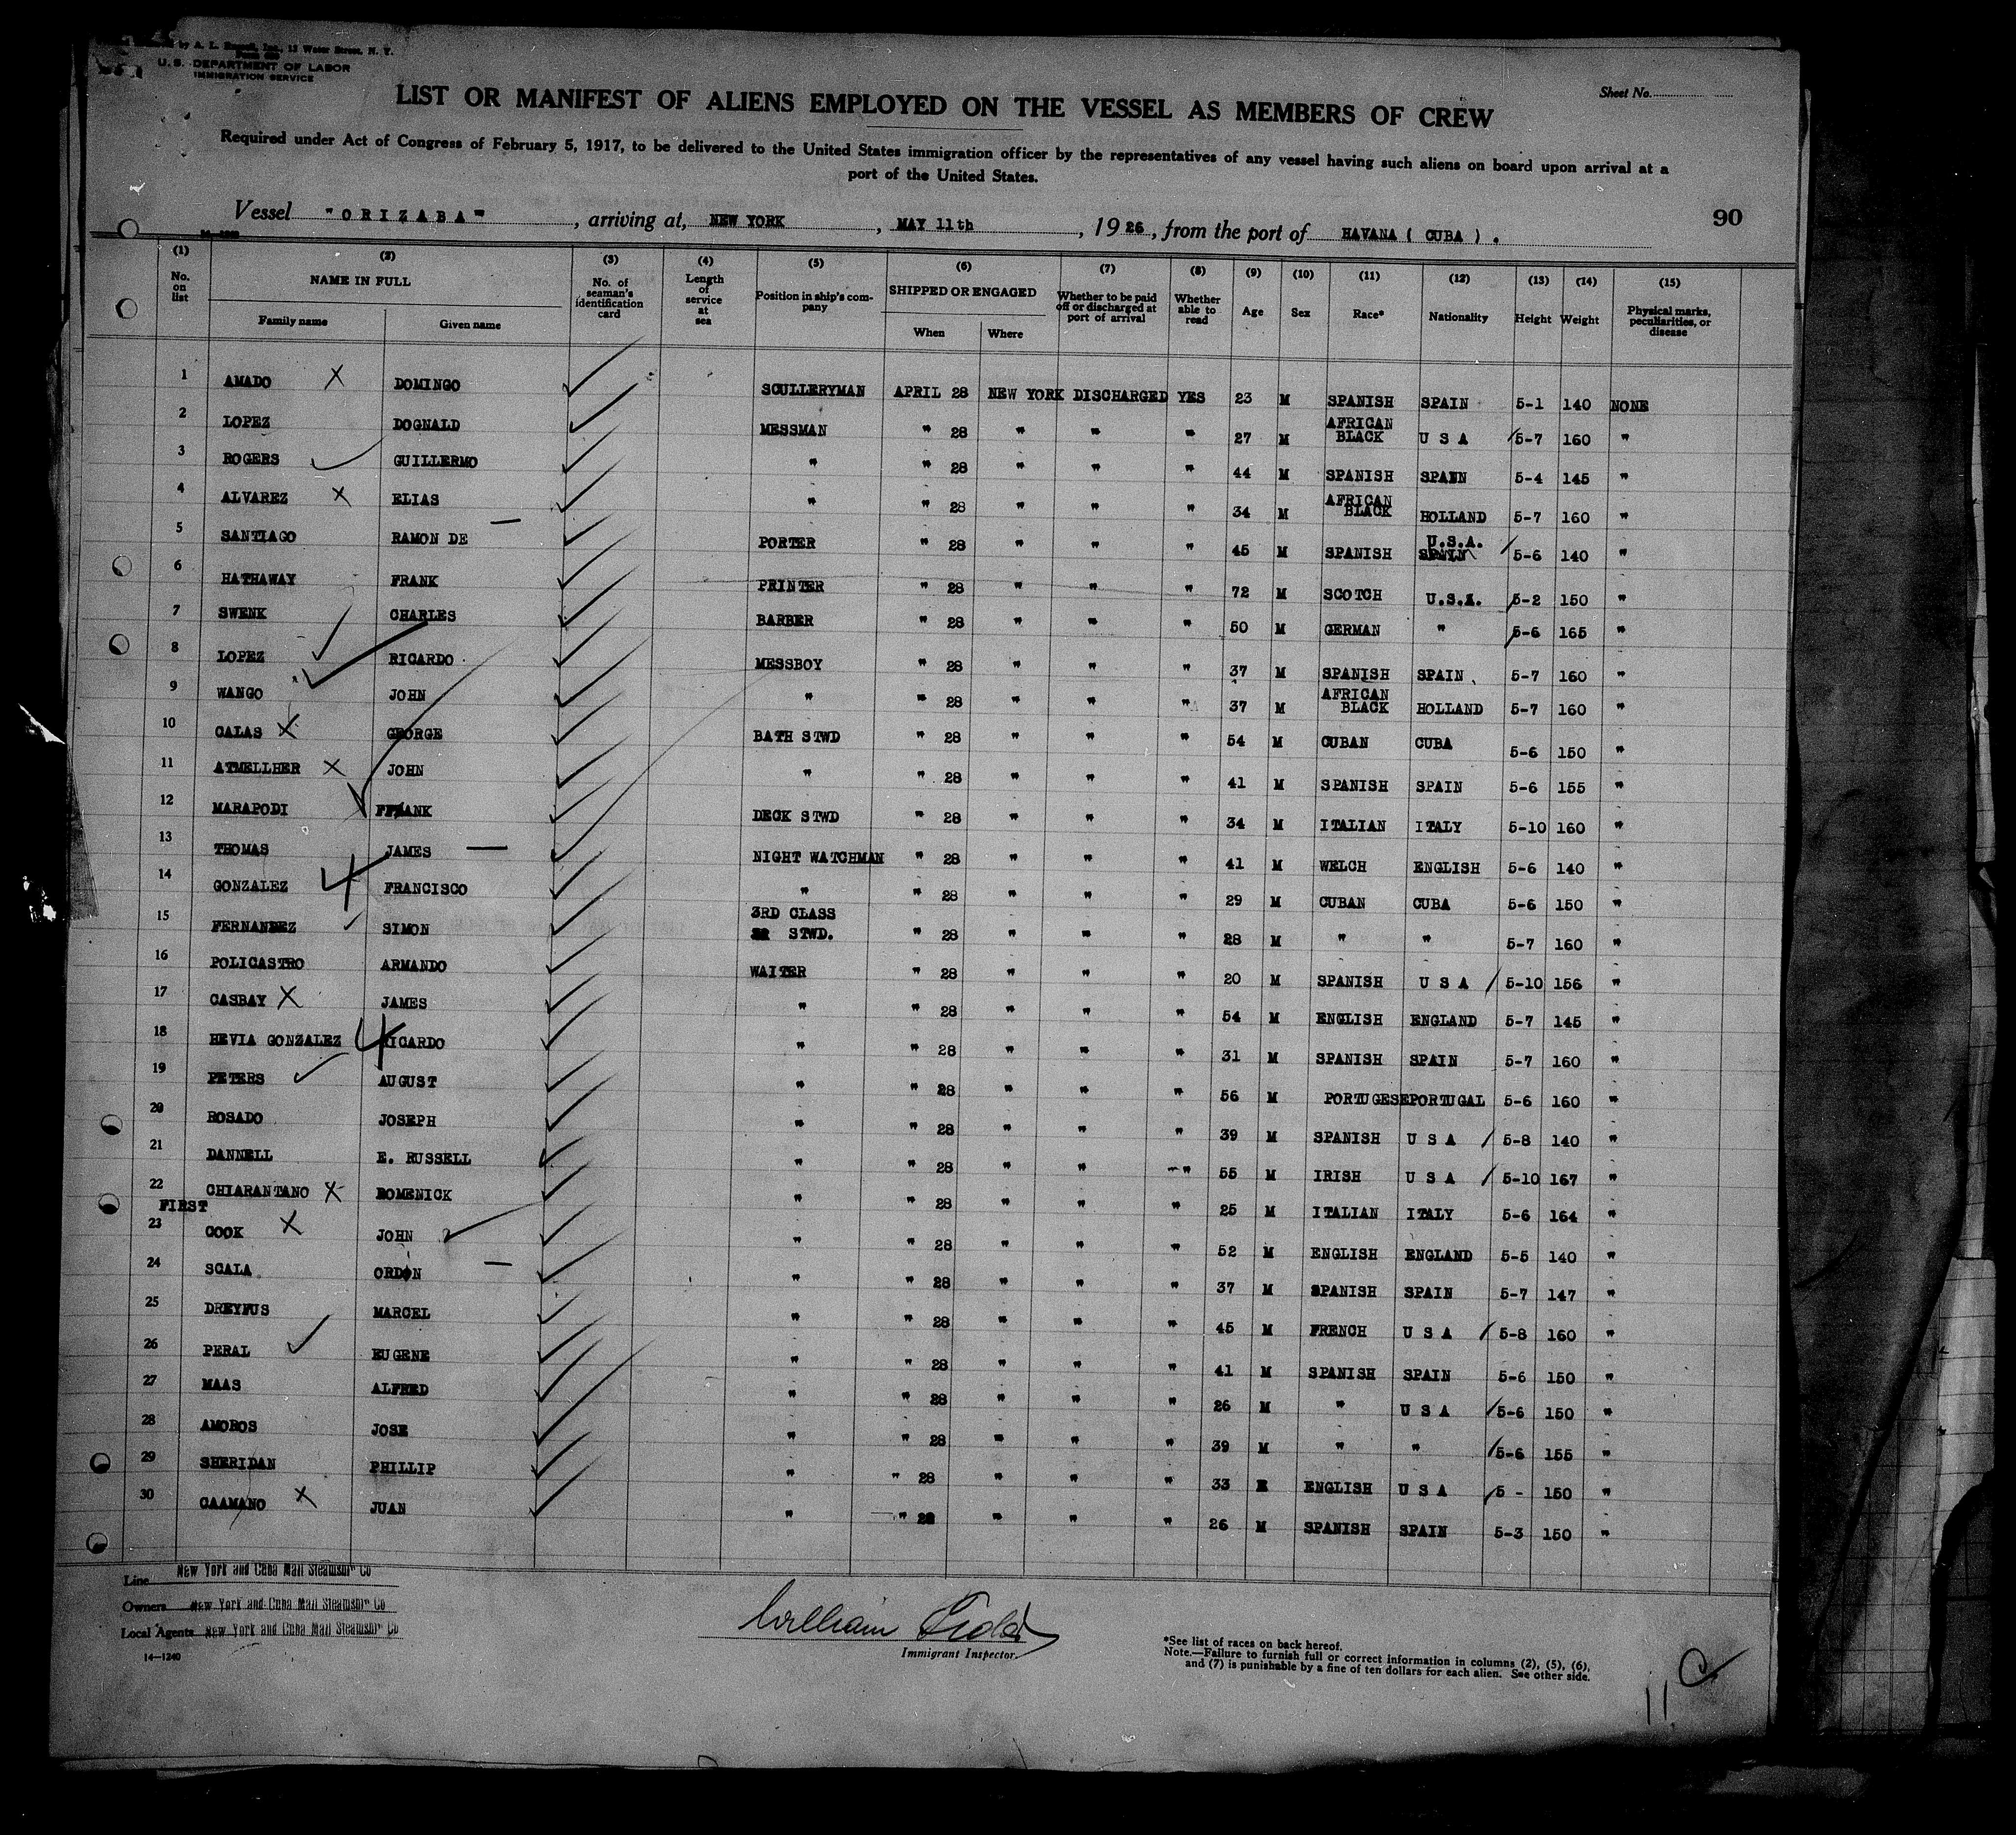 by A. L. Russell, Inc., 12 Water Street, N. Y.
U. S. DEPARTMENT OF LABOR
IMMIGRATION SERVICE
Sheet No.
LIST OR MANIFEST OF ALIENS EMPLOYED ON THE VESSEL AS MEMBERS OF CREW
Required under Act of Congress of February 5, 1917, to be delivered to the United States immigration officer by the representatives of any vessel having such aliens on board upon arrival at a
port of the United States.
Vessel "ORIZABA", arriving at, NEW YORK, MAY 11th, 1926, from the port of HAVANA ( CUBA ) .
90
(1) (2) (3) (4) (5) (6) (7) (8) (9) (10) (11) (12) (13) (14) (15)
No. on list NAME IN FULL Family name Given name No. of seaman's identification card Length of service at sea Position in ship's company SHIPPED OR ENGAGED When Where Whether to be paid off or discharged at port of arrival Whether able to read Age Sex Race* Nationality Height Weight Physical marks, peculiarities, or disease
1 AMADO X DOMINGO SCULLERYMAN APRIL 28 NEW YORK DISCHARGED YES 23 M SPANISH SPAIN 5-1 140 NONE
2 LOPEZ DOGNALD MESSMAN " 28 " " " 27 M AFRICAN BLACK U S A 5-7 160 "
3 ROGERS GUILLERMO " " 28 " " " 44 M SPANISH SPAIN 5-4 145 "
4 ALVAREZ X ELIAS " " 28 " " " 34 M AFRICAN BLACK HOLLAND 5-7 160 "
5 SANTIAGO RAMON DE PORTER " 28 " " " 45 M SPANISH U.S.A. SPAIN 5-6 140 "
6 HATHAWAY FRANK PRINTER " 28 " " " 72 M SCOTCH U.S.A. 5-2 150 "
7 SWENK CHARLES BARBER " 28 " " " 50 M GERMAN " 5-6 165 "
8 LOPEZ RICARDO MESSBOY " 28 " " " 37 M SPANISH SPAIN 5-7 160 "
9 WANGO JOHN " " 28 " " " 37 M AFRICAN BLACK HOLLAND 5-7 160 "
10 CALAS X GEORGE BATH STWD " 28 " " " 54 M CUBAN CUBA 5-6 150 "
11 ATMELLHER X JOHN " " 28 " " " 41 M SPANISH SPAIN 5-6 155 "
12 MARAPODI FFRANK DECK STWD " 28 " " " 34 M ITALIAN ITALY 5-10 160 "
13 THOMAS JAMES NIGHT WATCHMAN " 28 " " " 41 M WELCH ENGLISH 5-6 140 "
14 GONZALEZ FRANCISCO " " 28 " " " 29 M CUBAN CUBA 5-6 150 "
15 FERNANDEZ SIMON 3RD CLASS STWD. " 28 " " " 28 M " " 5-7 160 "
16 POLICASTRO ARMANDO WAITER " 28 " " " 20 M SPANISH U S A 5-10 156 "
17 CASBAY X JAMES " " 28 " " " 54 M ENGLISH ENGLAND 5-7 145 "
18 HEVIA GONZALEZ RICARDO " " 28 " " " 31 M SPANISH SPAIN 5-7 160 "
19 PETERS AUGUST " " 28 " " " 56 M PORTUGESE PORTUGAL 5-6 160 "
20 ROSADO JOSEPH " " 28 " " " 39 M SPANISH U S A 5-8 140 "
21 DANNELL E. RUSSELL " " 28 " " " 55 M IRISH U S A 5-10 167 "
22 CHIARANTANO X DOMENICK " " 28 " " " 25 M ITALIAN ITALY 5-6 164 "
FIRST
23 COOK X JOHN " " 28 " " " 52 M ENGLISH ENGLAND 5-5 140 "
24 SCALA ORDON " " 28 " " " 37 M SPANISH SPAIN 5-7 147 "
25 DREYFUS MARCEL " " 28 " " " 45 M FRENCH U S A 5-8 160 "
26 PERAL EUGENE " " 28 " " " 41 M SPANISH SPAIN 5-6 150 "
27 MAAS ALFRED " " 28 " " " 26 M " U S A 5-6 150 "
28 AMOROS JOSE " " 28 " " " 39 M " " 5-6 155 "
29 SHERIDAN PHILLIP " " 28 " " " 33 ENGLISH U S A 5 - 150 "
30 CAAMANO X JUAN " " 28 " " " 26 M SPANISH SPAIN 5-3 150 "
Line New York and Cuba Mail Steamship Co
Owners New York and Cuba Mail Steamship Co
Local Agents New York and Cuba Mail Steamship Co
14—1240
William
Immigrant Inspector.
*See list of races on back hereof.
Note.—Failure to furnish full or correct information in columns (2), (5), (6),
and (7) is punishable by a fine of ten dollars for each alien. See other side.